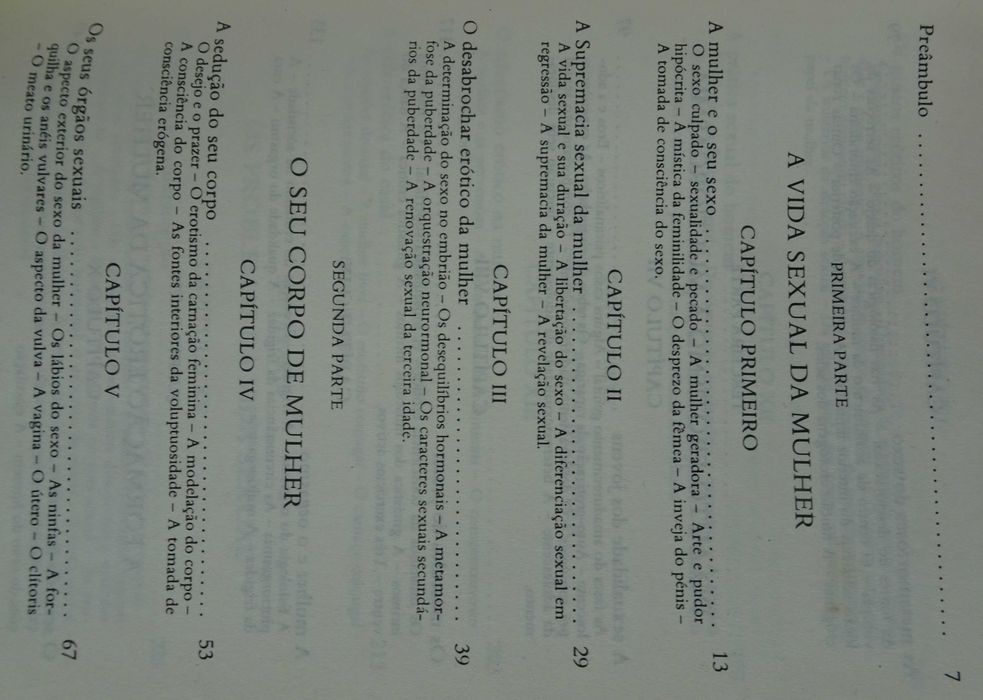 Preâmbulo . . . . . . . . . . . . . . . . . . . . . . . . . . . . . . . . . . . . . 7
PRIMEIRA PARTE
A VIDA SEXUAL DA MULHER
CAPÍTULO PRIMEIRO
A mulher e o seu sexo . . . . . . . . . . . . . . . . . . . . . . . . . . . . . 13
O sexo culpado – sexualidade e pecado – A mulher geradora – Arte e pudor
hipócrita – A mística da feminilidade – O desprezo da fêmea – A inveja do pénis –
A tomada de consciência do sexo.
CAPÍTULO II
A Supremacia sexual da mulher . . . . . . . . . . . . . . . . . . . . . . . 29
A vida sexual e sua duração – A libertação do sexo – A diferenciação sexual em
regressão – A supremacia da mulher – A revelação sexual.
CAPÍTULO III
O desabrochar erótico da mulher . . . . . . . . . . . . . . . . . . . . . . 39
A determinação do sexo no embrião – Os desequilíbrios hormonais – A metamor-
fose da puberdade – A orquestração neurormonal – Os caracteres sexuais secundá-
rios da puberdade – A renovação sexual da terceira idade.
SEGUNDA PARTE
O SEU CORPO DE MULHER
CAPÍTULO IV
A sedução do seu corpo . . . . . . . . . . . . . . . . . . . . . . . . . . . . 53
O desejo e o prazer – O erotismo da carnação feminina – A modelação do corpo –
A consciência do corpo – As fontes interiores da voluptuosidade – A tomada de
consciência erógena.
CAPÍTULO V
Os seus órgãos sexuais . . . . . . . . . . . . . . . . . . . . . . . . . . . . 67
O aspecto exterior do sexo da mulher – Os lábios do sexo – As ninfas – A for-
quilha e os anéis vulvares – O aspecto da vulva – A vagina – O útero – O clitoris
– O meato urinário.